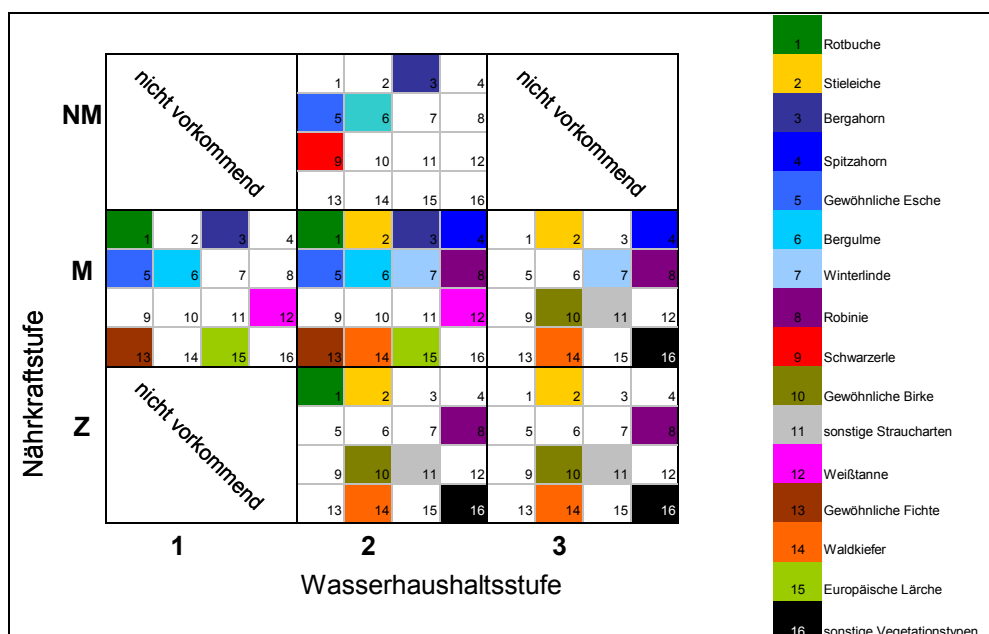 nicht vorkommend
1 2 3 4
nicht vorkommend
NM
5 6 7 8
9 10 11 12
13 14 15 16
1 2 3 4 1 2 3 4 1 2 3 4
M
5 6 7 8 5 6 7 8 5 6 7 8
9 10 11 12 9 10 11 12 9 10 11 12
13 14 15 16 13 14 15 16 13 14 15 16
nicht vorkommend
1 2 3 4 1 2 3 4
Z
5 6 7 8 5 6 7 8
9 10 11 12 9 10 11 12
13 14 15 16 13 14 15 16
Nährkraftstufe
1 2 3
Wasserhaushaltsstufe
1 Rotbuche
2 Stieleiche
3 Bergahorn
4 Spitzahorn
5 Gewöhnliche Esche
6 Bergulme
7 Winterlinde
8 Robinie
9 Schwarzerle
10 Gewöhnliche Birke
11 sonstige Straucharten
12 Weißtanne
13 Gewöhnliche Fichte
14 Waldkiefer
15 Europäische Lärche
16 sonstige Vegetationstypen